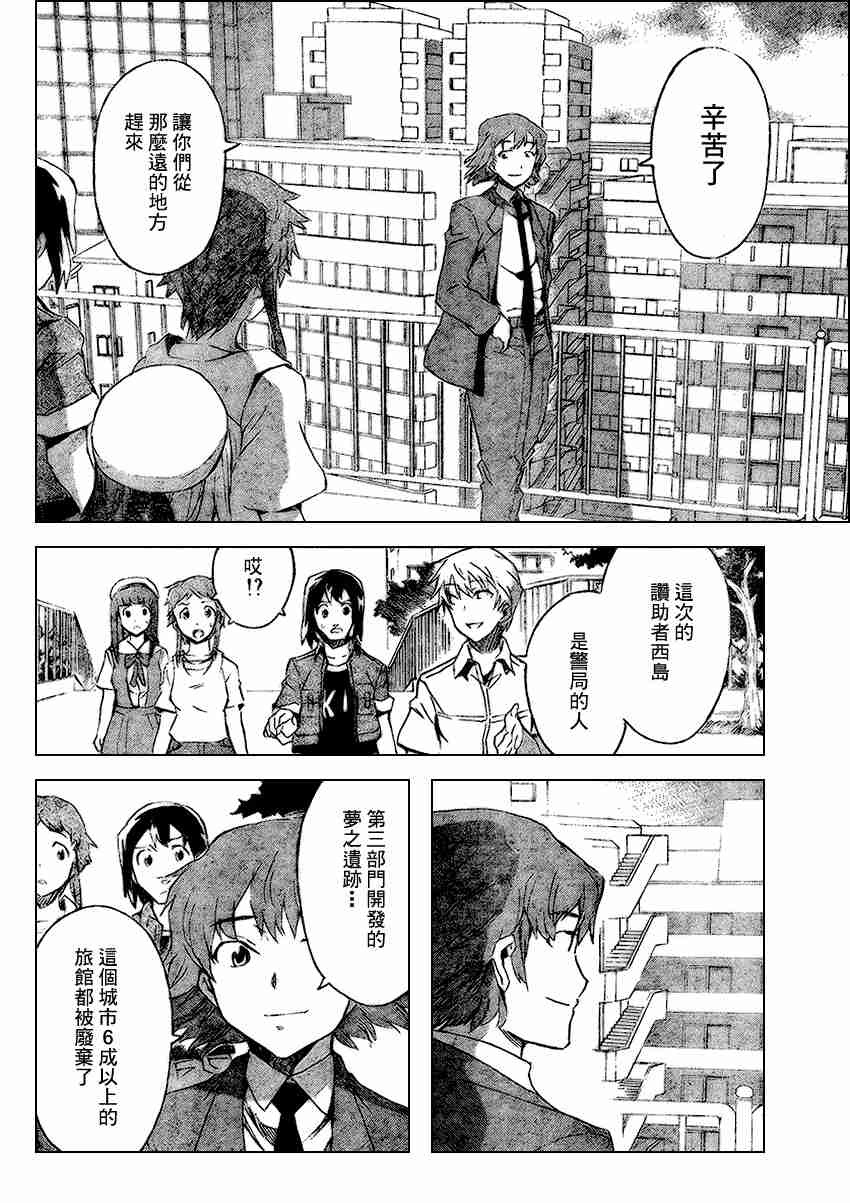 辛苦了
讓你們從
那麼遠的地方
趕來
這次的
讚助者西島
是警局的人
哎!?
KI
第三部門開發的
夢之遺跡…
這個城市6成以上的
旅館都被廢棄了